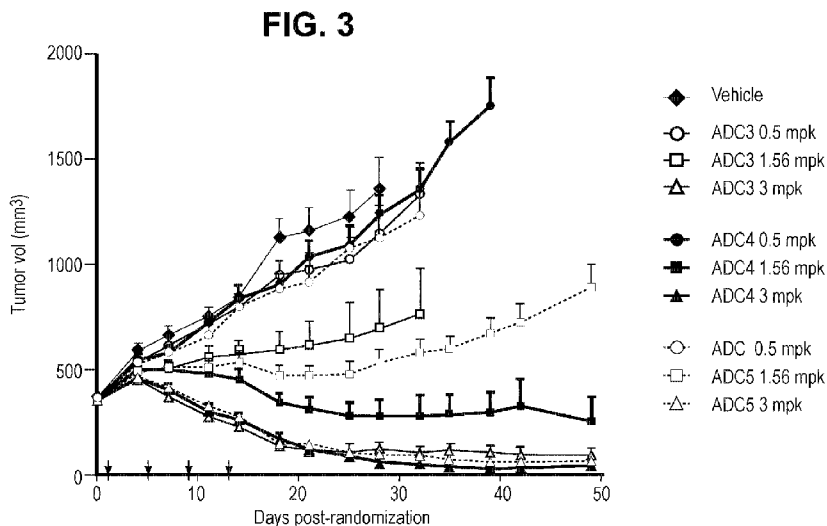 FIG. 3
2000
1500
1000
500
0
Tumor vol (mm3)
0 10 20 30 40 50
Days post-randomization
Vehicle
ADC3 0.5 mpk
ADC3 1.56 mpk
ADC3 3 mpk
ADC4 0.5 mpk
ADC4 1.56 mpk
ADC4 3 mpk
ADC 0.5 mpk
ADC5 1.56 mpk
ADC5 3 mpk